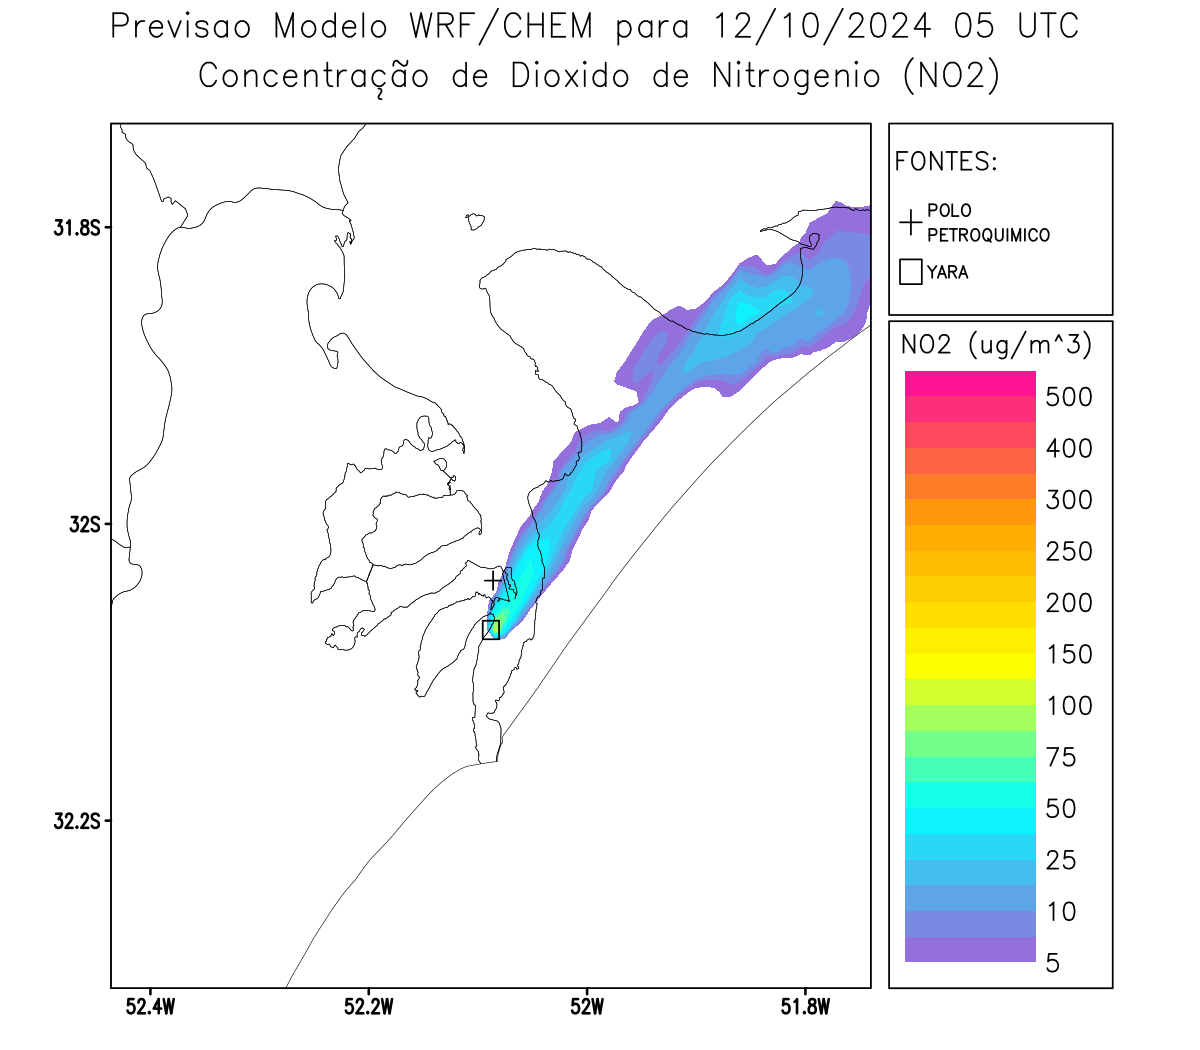 Previsao Modelo WRF/CHEM para 12/10/2024 05 UTC
Concentração de Dioxido de Nitrogenio (NO2)
FONTES:
POLO
PETROQUIMICO
YARA
NO2 (ug/m^3)
500
400
300
250
200
150
100
75
50
25
10
5
31.8S
32S
32.2S
52.4W
52.2W
52W
51.8W